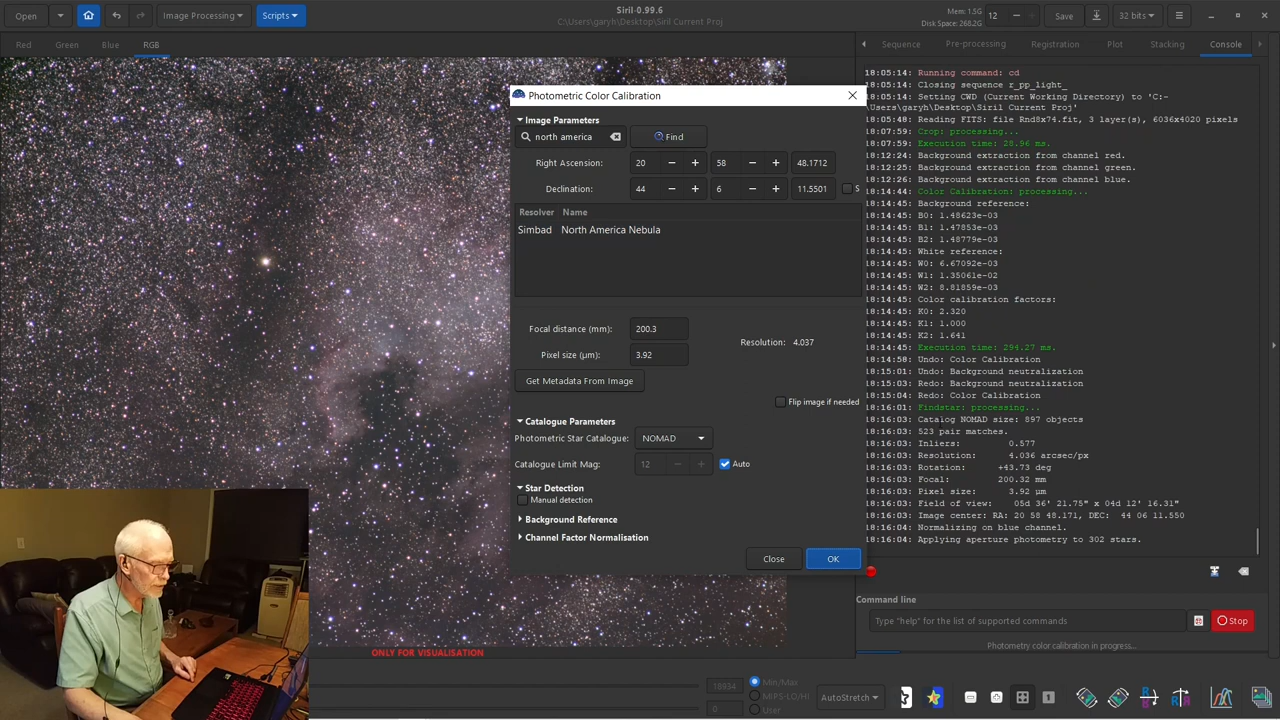 Open
Image Processing
Scripts
Siril-0.99.6
C:\Users\garyh\Desktop\Siril Current Proj
Mem: 1.5G
Disk Space: 268.2G
12
Save
32 bits
Red
Green
Blue
RGB
Sequence
Pre-processing
Registration
Plot
Stacking
Console
Photometric Color Calibration
Image Parameters
north america
Find
Right Ascension:
20
58
48.1712
Declination:
44
6
11.5501
S
Resolver
Name
Simbad
North America Nebula
Focal distance (mm):
200.3
Resolution:
4.037
Pixel size (µm):
3.92
Get Metadata From Image
Flip image if needed
Catalogue Parameters
Photometric Star Catalogue:
NOMAD
Catalogue Limit Mag:
12
Auto
Star Detection
Manual detection
Background Reference
Channel Factor Normalisation
Close
OK
18:05:14: Running command: cd
18:05:14: Closing sequence r_pp_light_
18:05:14: Setting CWD (Current Working Directory) to 'C:-
\Users\garyh\Desktop\Siril Current Proj'
18:05:48: Reading FITS: file Rnd8x74.fit, 3 layer(s), 6036x4020 pixels
18:07:59: Crop: processing...
18:07:59: Execution time: 28.96 ms.
18:12:24: Background extraction from channel red.
18:12:25: Background extraction from channel green.
18:12:26: Background extraction from channel blue.
18:14:44: Color Calibration: processing...
18:14:45: Background reference:
18:14:45: B0: 1.48623e-03
18:14:45: B1: 1.47853e-03
18:14:45: B2: 1.48779e-03
18:14:45: White reference:
18:14:45: W0: 6.67092e-03
18:14:45: W1: 1.35061e-02
18:14:45: W2: 8.81859e-03
18:14:45: Color calibration factors:
18:14:45: K0: 2.320
18:14:45: K1: 1.000
18:14:45: K2: 1.641
18:14:45: Execution time: 294.27 ms.
18:14:58: Undo: Color Calibration
18:15:01: Undo: Background neutralization
18:15:03: Redo: Background neutralization
18:15:04: Redo: Color Calibration
18:16:01: Findstar: processing...
18:16:03: Catalog NOMAD size: 897 objects
18:16:03: 523 pair matches.
18:16:03: Inliers: 0.577
18:16:03: Resolution: 4.036 arcsec/px
18:16:03: Rotation: +43.73 deg
18:16:03: Focal: 200.32 mm
18:16:03: Pixel size: 3.92 µm
18:16:03: Field of view: 05d 36' 21.75" x 04d 12' 16.31"
18:16:03: Image center: RA: 20 58 48.171, DEC: 44 06 11.550
18:16:04: Normalizing on blue channel.
18:16:04: Applying aperture photometry to 302 stars.
Command line
Type "help" for the list of supported commands
Stop
Photometry color calibration in progress...
ONLY FOR VISUALISATION
18934
0
Min/Max
MIPS-LO/HI
User
AutoStretch
1